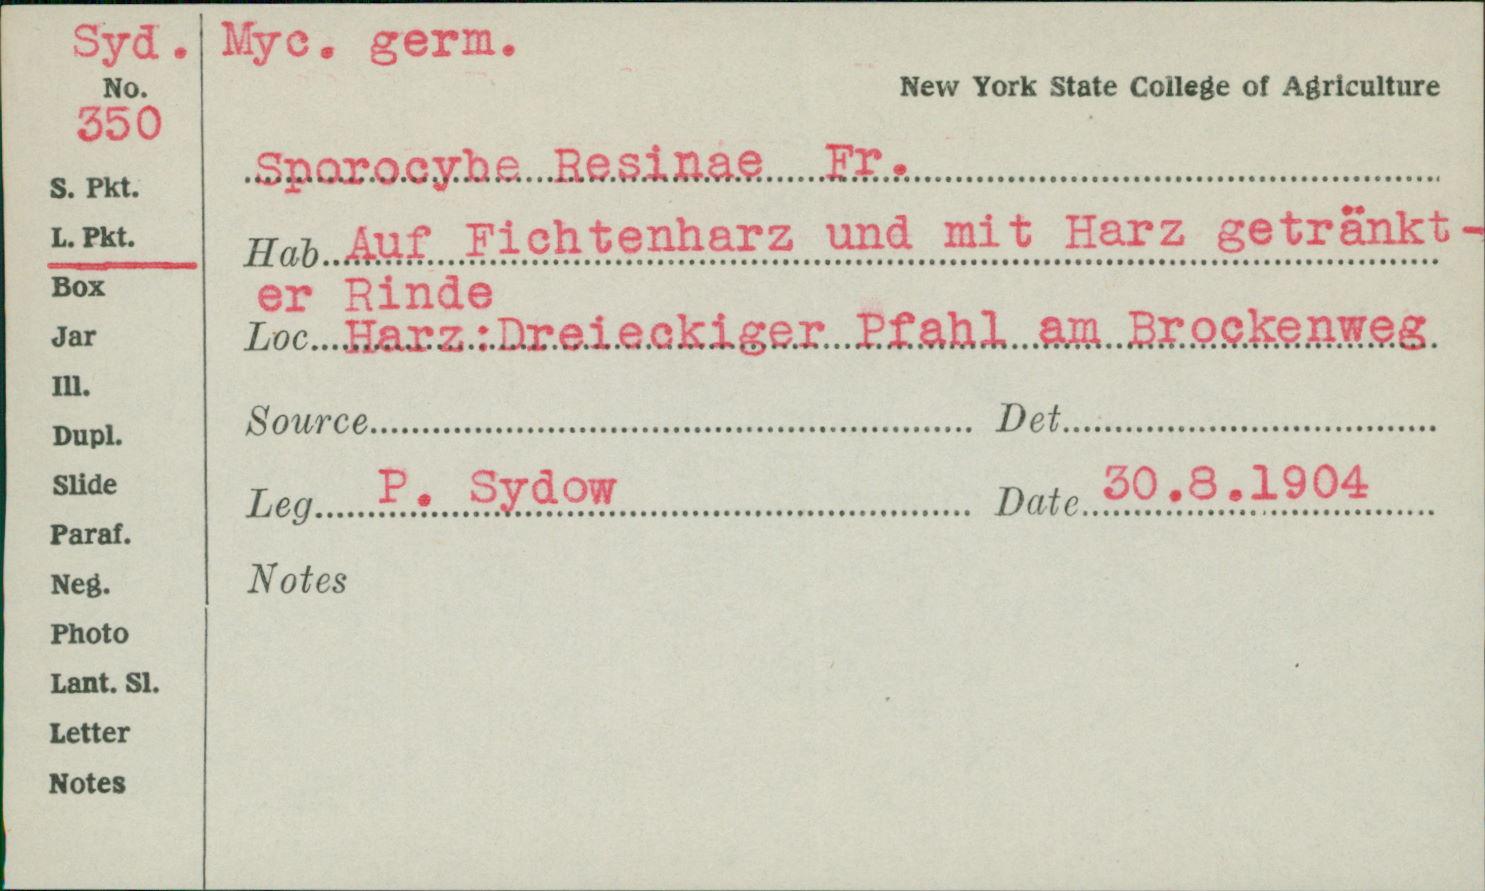 Syd. Myc. germ.
No.
350
New York State College of Agriculture
Sporocybe Resinae Fr.
Hab. Auf Fichtenharz und mit Harz getränkt-
er Rinde
Loc. Harz:Dreieckiger Pfahl am Brockenweg
Source Det.
Leg. P. Sydow Date 30.8.1904
Notes
S. Pkt.
L. Pkt.
Box
Jar
Ill.
Dupl.
Slide
Paraf.
Neg.
Photo
Lant. Sl.
Letter
Notes